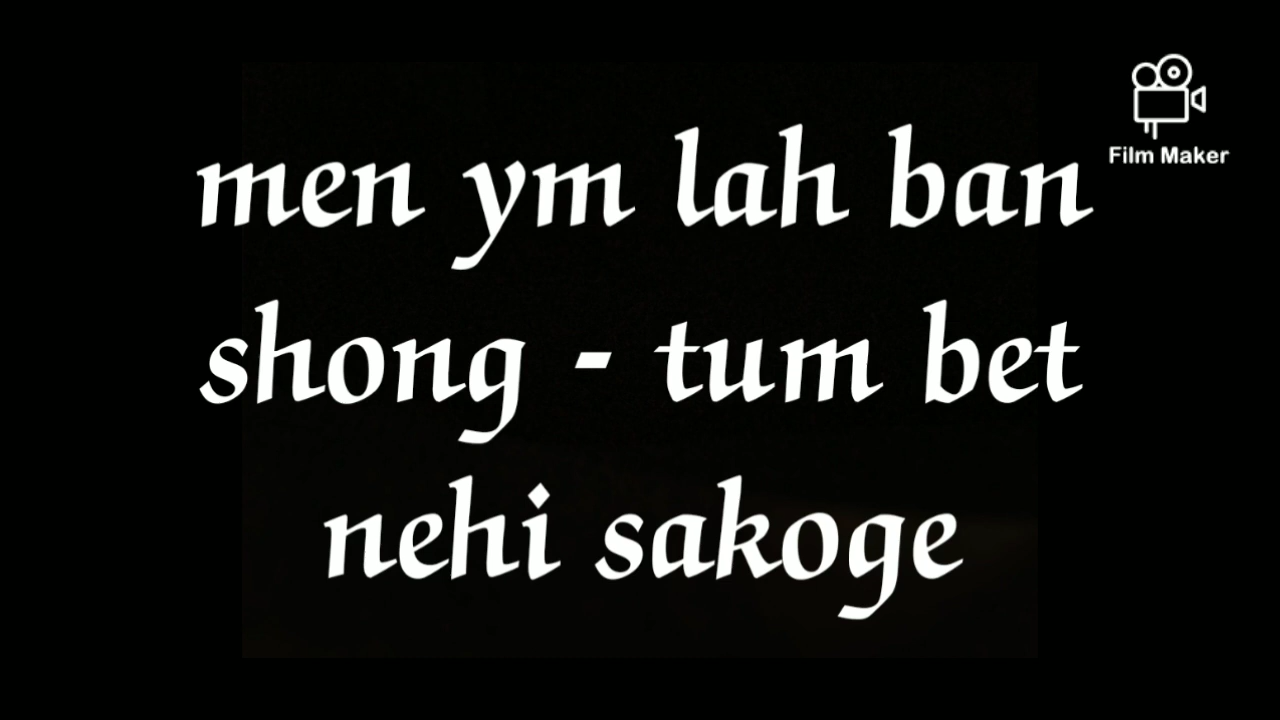 Film Maker
men ym lah ban
shong - tum bet
nehi sakoge